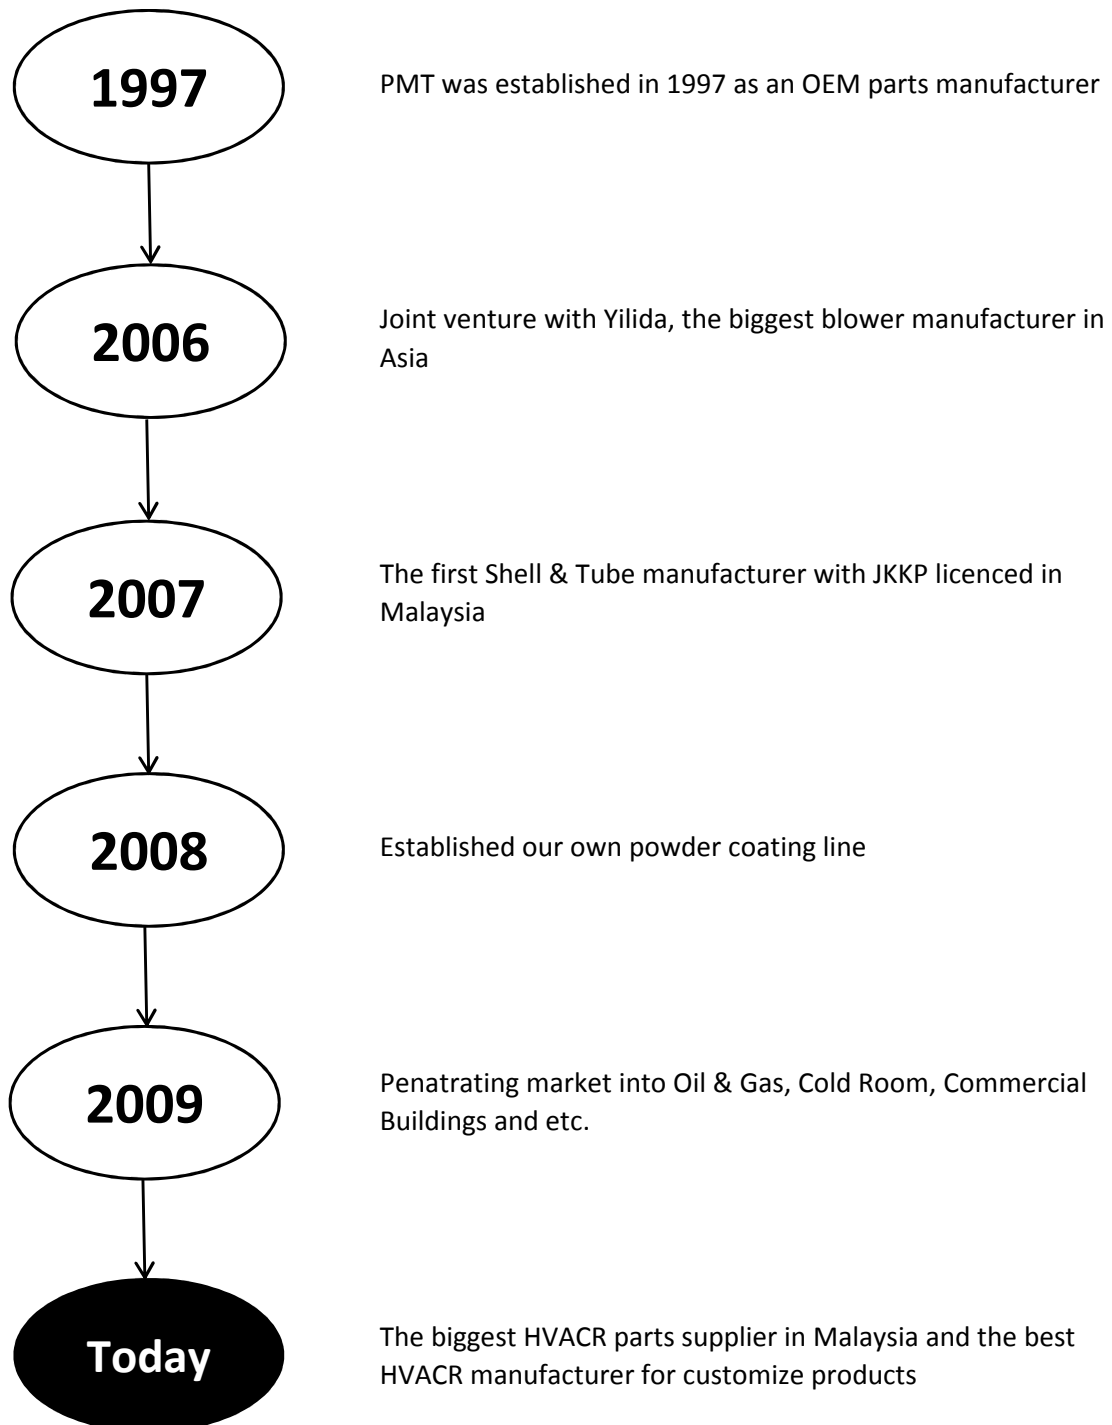 1997
PMT was established in 1997 as an OEM parts manufacturer
2006
Joint venture with Yilida, the biggest blower manufacturer in
Asia
2007
The first Shell & Tube manufacturer with JKKP licenced in
Malaysia
2008
Established our own powder coating line
2009
Penatrating market into Oil & Gas, Cold Room, Commercial
Buildings and etc.
Today
The biggest HVACR parts supplier in Malaysia and the best
HVACR manufacturer for customize products